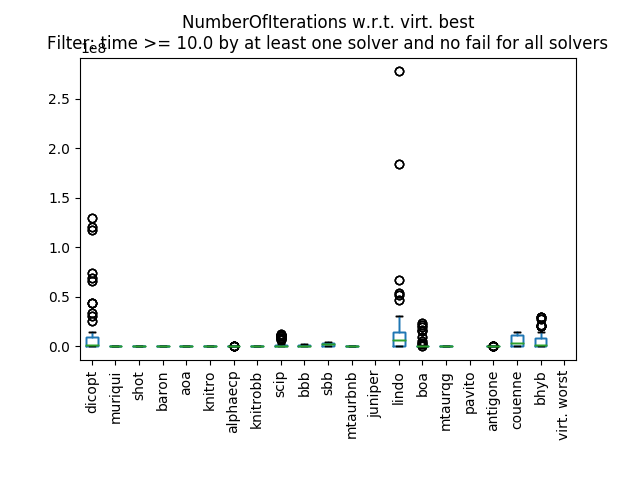 NumberOfIterations w.r.t. virt. best
Filter: time >= 10.0 by at least one solver and no fail for all solvers
1e8
2.5
2.0
1.5
1.0
0.5
0.0
dicopt
muriqui
shot
baron
aoa
knitro
alphaecp
knitrobb
scip
bbb
sbb
mtaurbnb
juniper
lindo
boa
mtaurqg
pavito
antigone
couenne
bhyb
virt. worst